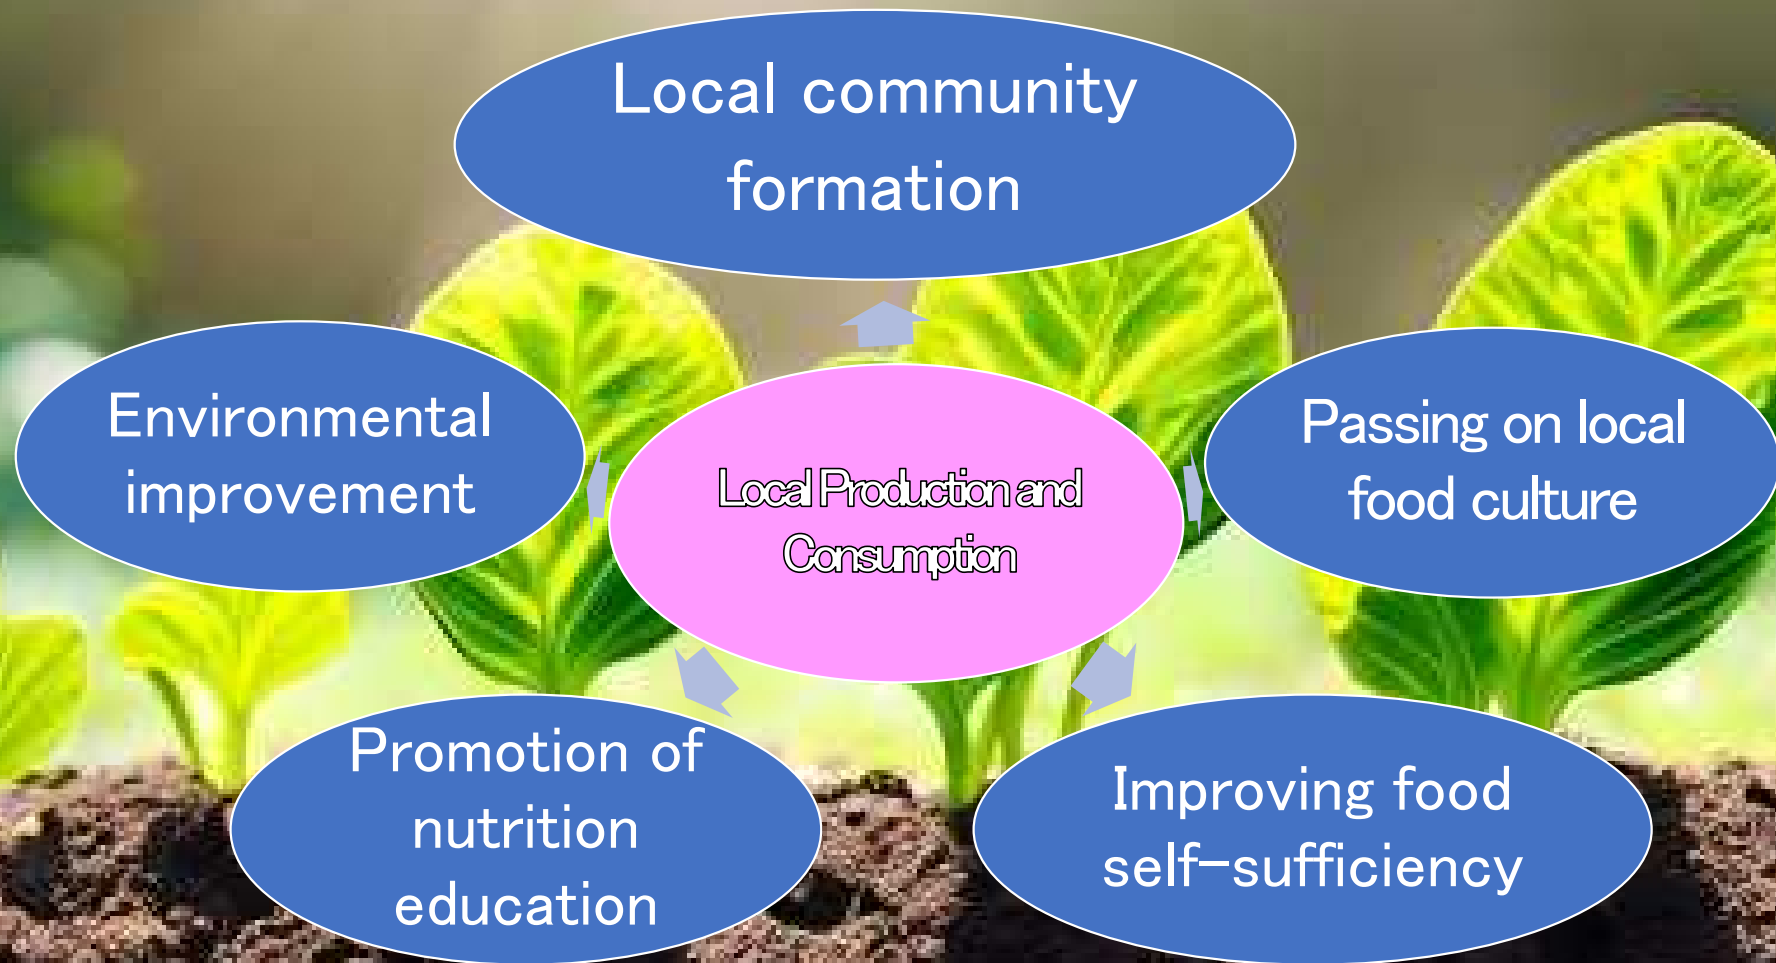 Local community
formation
Environmental
improvement
Local Production and
Consumption
Passing on local
food culture
Promotion of
nutrition
education
Improving food
self-sufficiency